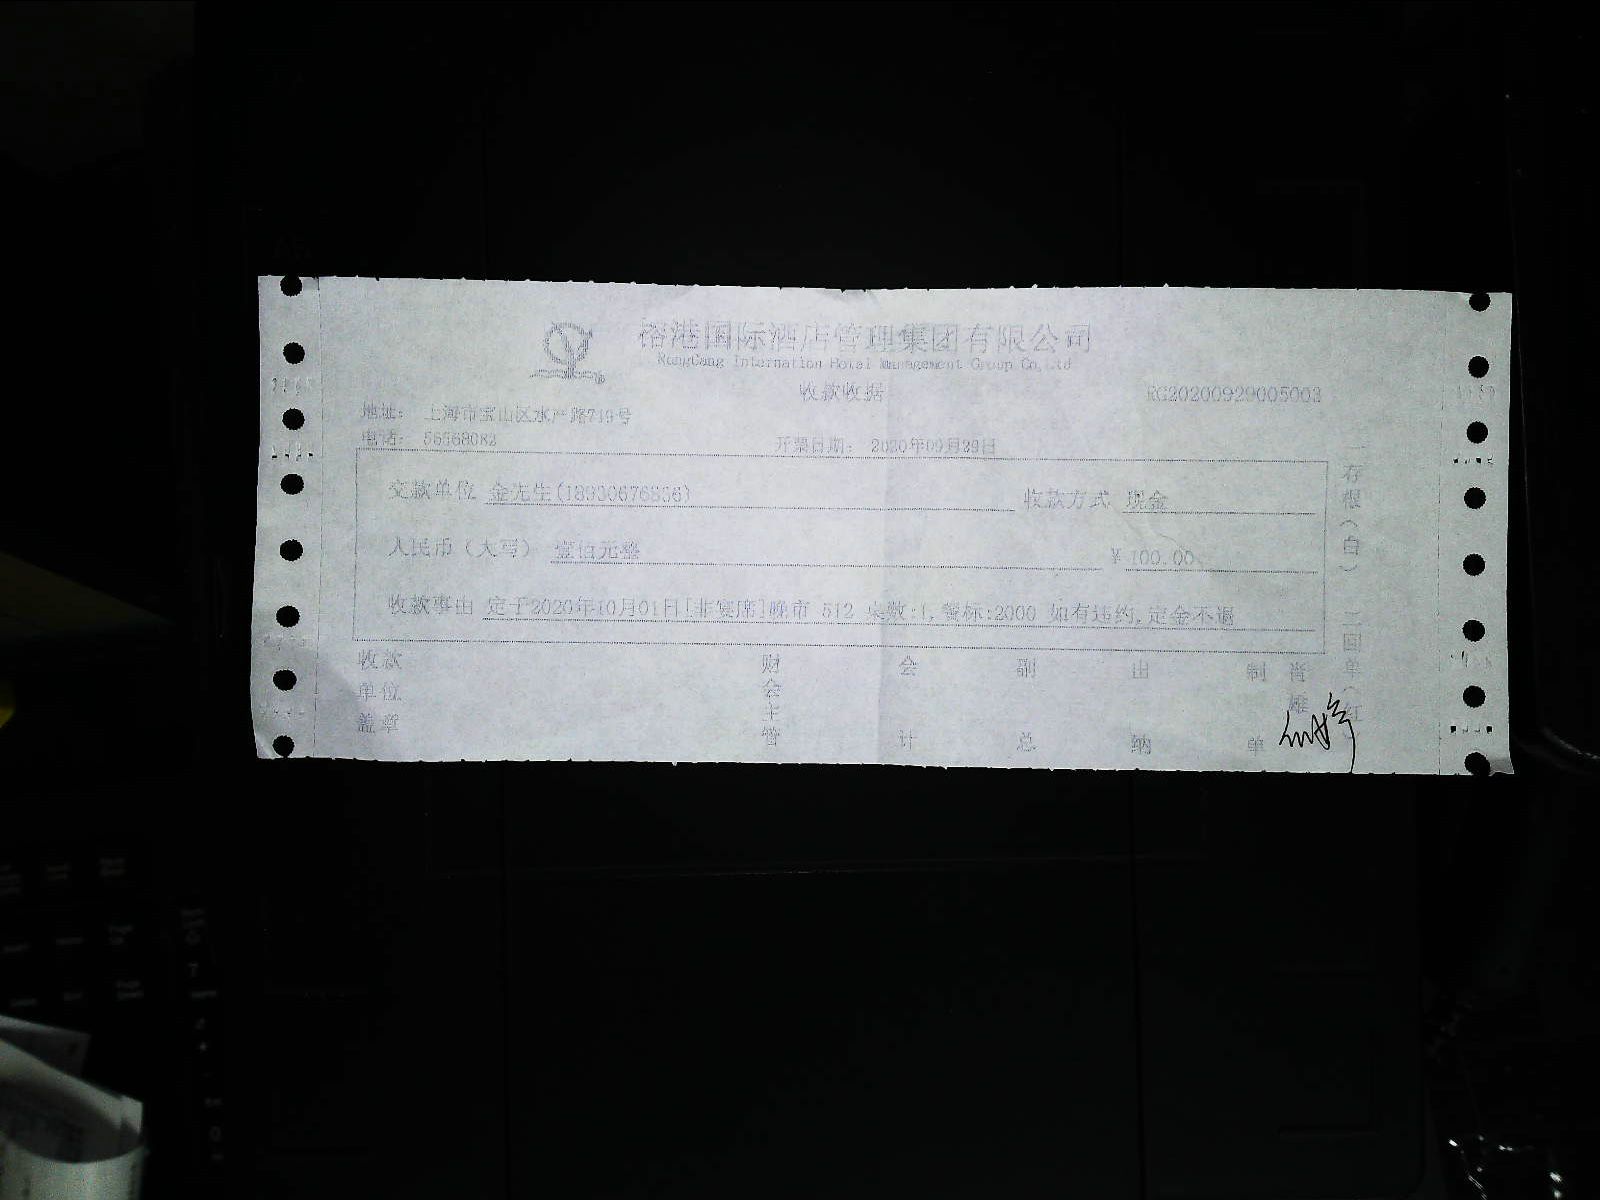 榕港国际酒店管理集团有限公司
RongGang Internation Hotel Management Group Co,Ltd
收款收据
RG20200929005003
地址： 上海市宝山区水产路719号
电话： 56568082
开票日期： 2020年09月29日
交款单位 金先生(18930676856) 收款方式 现金
人民币（大写） 壹佰元整 ￥ 100.00
收款事由 定于2020年10月01日[非宴席]晚市 512 桌数:1,餐标:2000 如有违约,定金不退
收款单位盖章 财会主管 会计 副总 出纳 制单
一存根（白） 二回单（红）